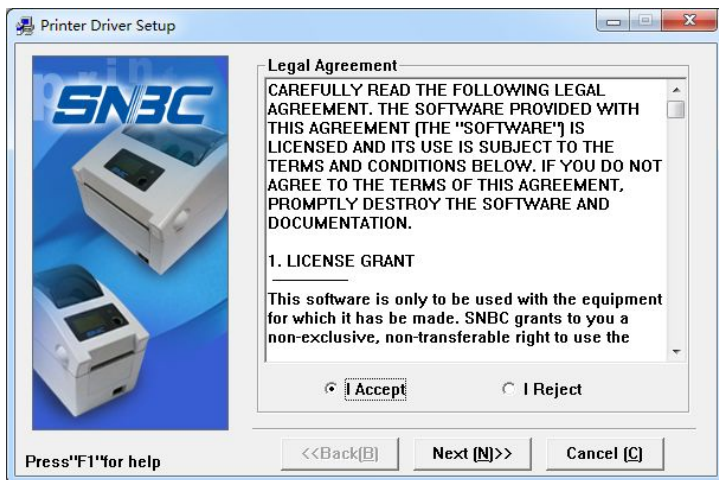 Printer Driver Setup
SNBC
Legal Agreement
CAREFULLY READ THE FOLLOWING LEGAL
AGREEMENT. THE SOFTWARE PROVIDED WITH
THIS AGREEMENT (THE "SOFTWARE") IS
LICENSED AND ITS USE IS SUBJECT TO THE
TERMS AND CONDITIONS BELOW. IF YOU DO NOT
AGREE TO THE TERMS OF THIS AGREEMENT,
PROMPTLY DESTROY THE SOFTWARE AND
DOCUMENTATION.
1. LICENSE GRANT
This software is only to be used with the equipment
for which it has be made. SNBC grants to you a
non-exclusive, non-transferable right to use the
I Accept
I Reject
Press"F1"for help
<<Back(B)
Next (N)>>
Cancel (C)